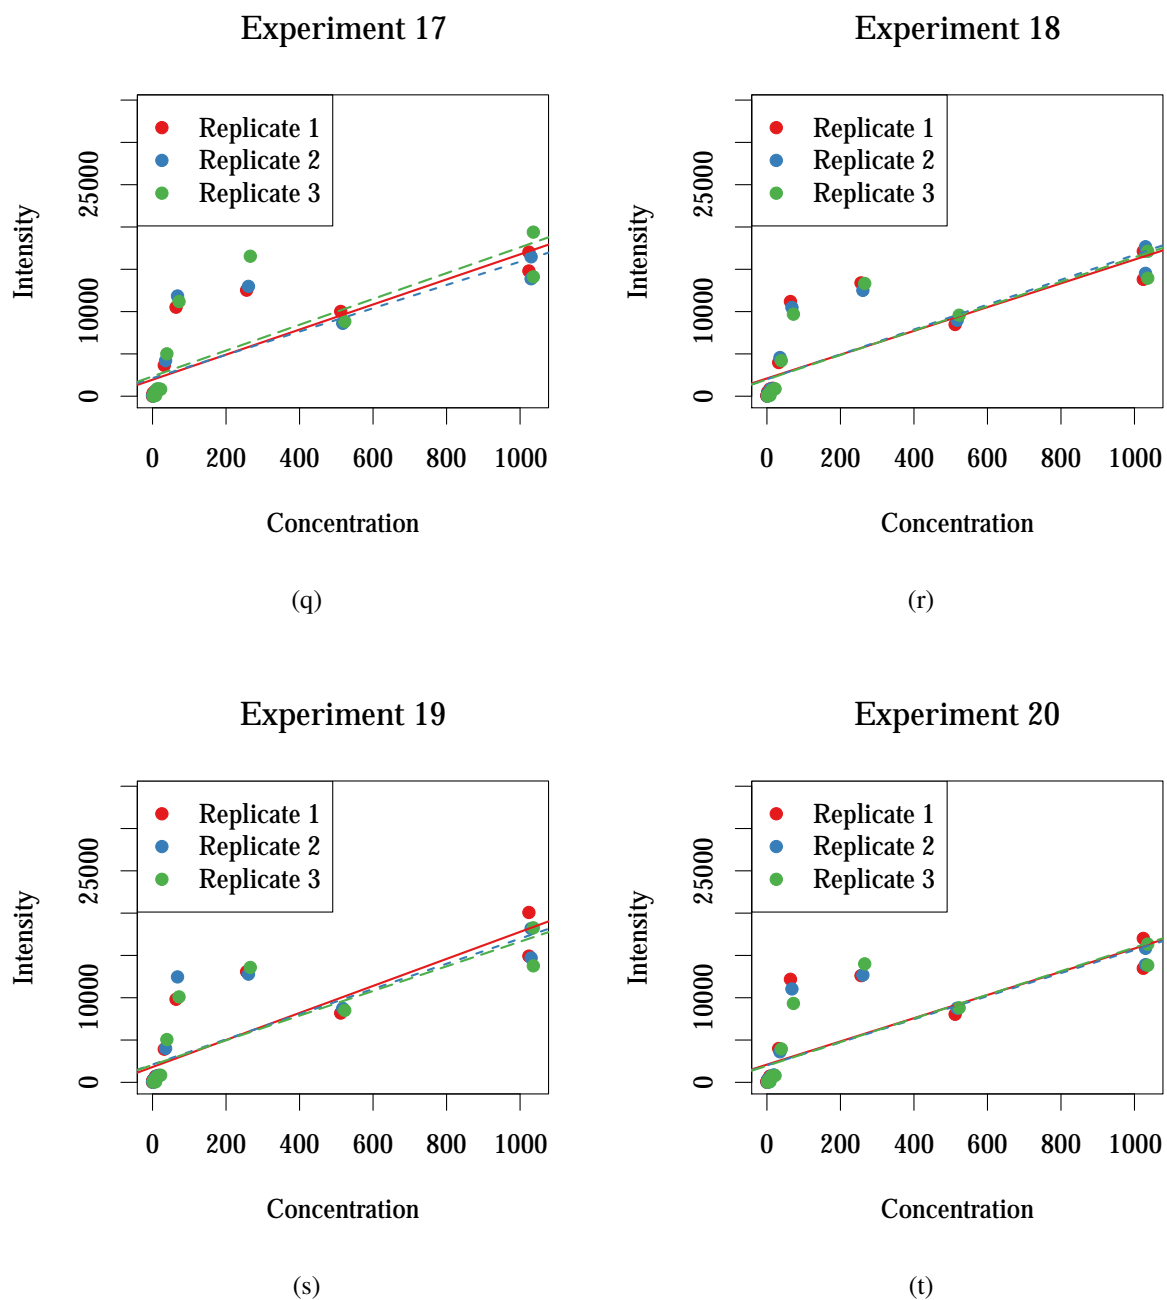 Experiment 17
Replicate 1
Replicate 2
Replicate 3
Intensity
0
10000
25000
0 200 400 600 800 1000
Concentration
(q)
Experiment 18
Replicate 1
Replicate 2
Replicate 3
Intensity
0
10000
25000
0 200 400 600 800 1000
Concentration
(r)
Experiment 19
Replicate 1
Replicate 2
Replicate 3
Intensity
0
10000
25000
0 200 400 600 800 1000
Concentration
(s)
Experiment 20
Replicate 1
Replicate 2
Replicate 3
Intensity
0
10000
25000
0 200 400 600 800 1000
Concentration
(t)